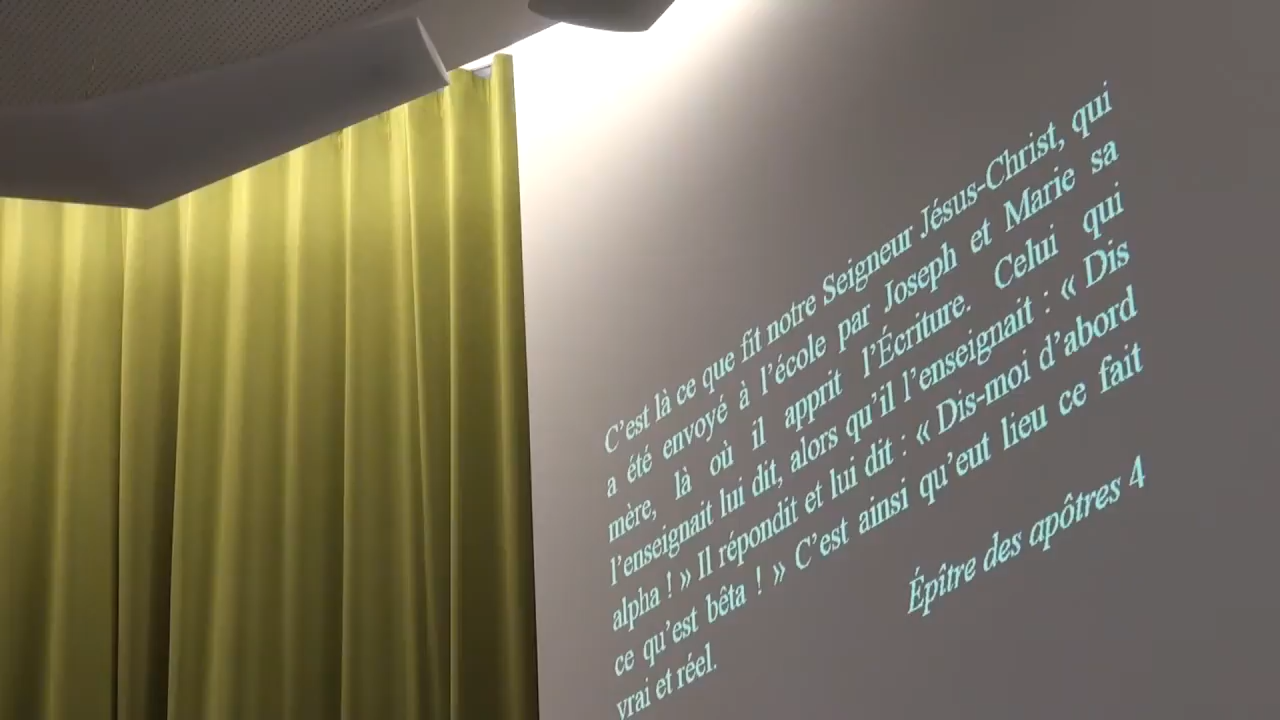 C’est là ce que fit notre Seigneur Jésus-Christ, qui
a été envoyé à l’école par Joseph et Marie sa
mère, là où il apprit l’Écriture. Celui qui
l’enseignait lui dit, alors qu’il l’enseignait : « Dis
alpha ! » Il répondit et lui dit : « Dis-moi d’abord
ce qu’est bêta ! » C’est ainsi qu’eut lieu ce fait
vrai et réel.
Épître des apôtres 4